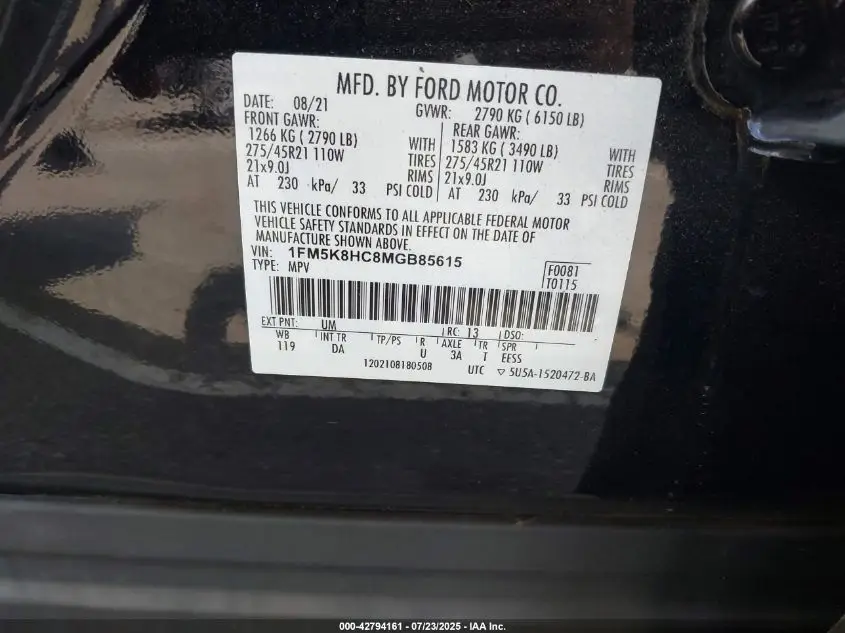 MFD. BY FORD MOTOR CO.
DATE: 08/21 GVWR: 2790 KG ( 6150 LB)
FRONT GAWR: REAR GAWR:
1266 KG ( 2790 LB) WITH 1583 KG ( 3490 LB) WITH
275/45R21 110W TIRES 275/45R21 110W TIRES
21x9.0J RIMS 21x9.0J RIMS
AT 230 kPa/ 33 PSI COLD AT 230 kPa/ 33 PSI COLD
THIS VEHICLE CONFORMS TO ALL APPLICABLE FEDERAL MOTOR
VEHICLE SAFETY STANDARDS IN EFFECT ON THE DATE OF
MANUFACTURE SHOWN ABOVE.
VIN: 1FM5K8HC8MGB85615
TYPE: MPV
F0081
T0115
EXT PNT: UM RC: 13 DSO:
WB INT TR TP/PS R AXLE TR SPR
119 DA U 3A T EESS
1202108180508 UTC ▽ 5U5A-1520472-BA
000-42794161 | 07/23/2025 - IAA Inc.